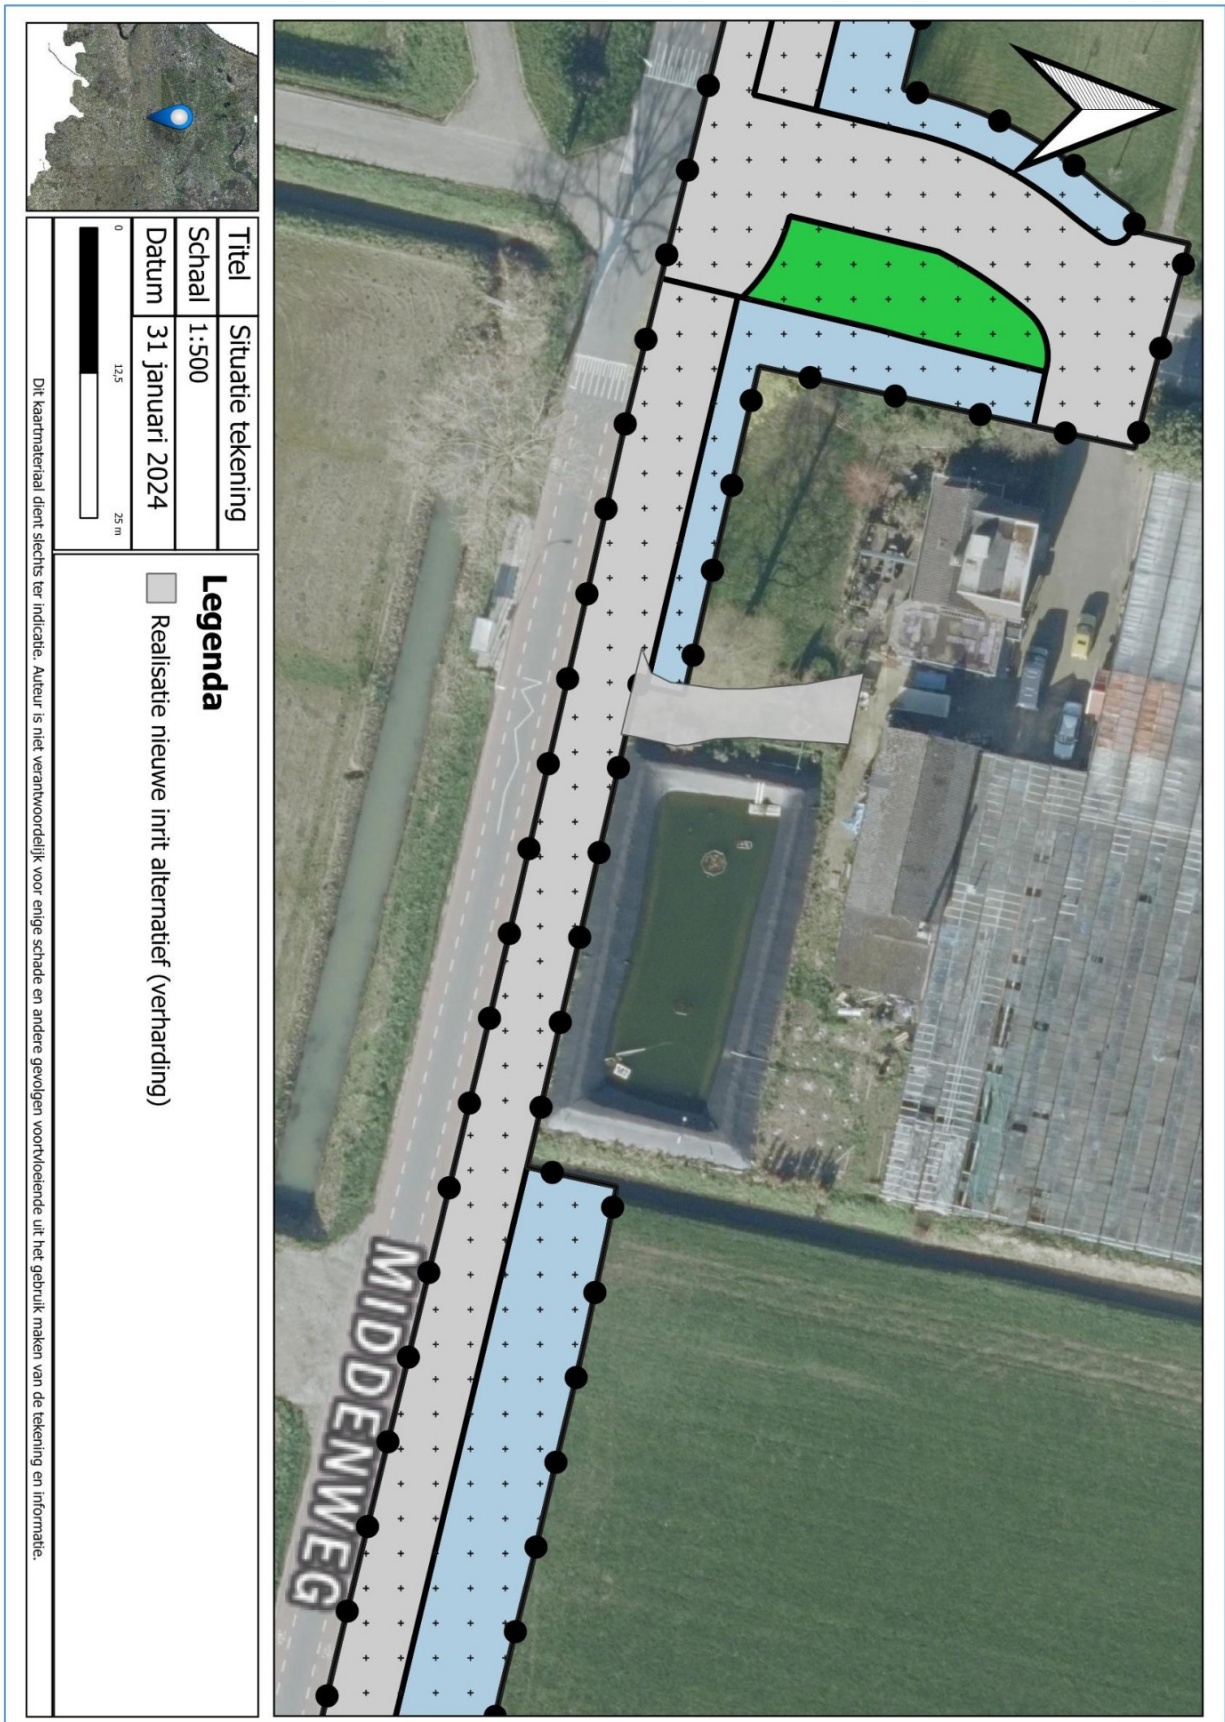 Titel Situatie tekening
Schaal 1:500
Datum 31 januari 2024
0 12,5 25 m
Legenda
Realisatie nieuwe inrit alternatief (verharding)
Dit kaartmateriaal dient slechts ter indicatie. Auteur is niet verantwoordelijk voor enige schade en andere gevolgen voortvloeiende uit het gebruik maken van de tekening en informatie.
MIDDENWEG